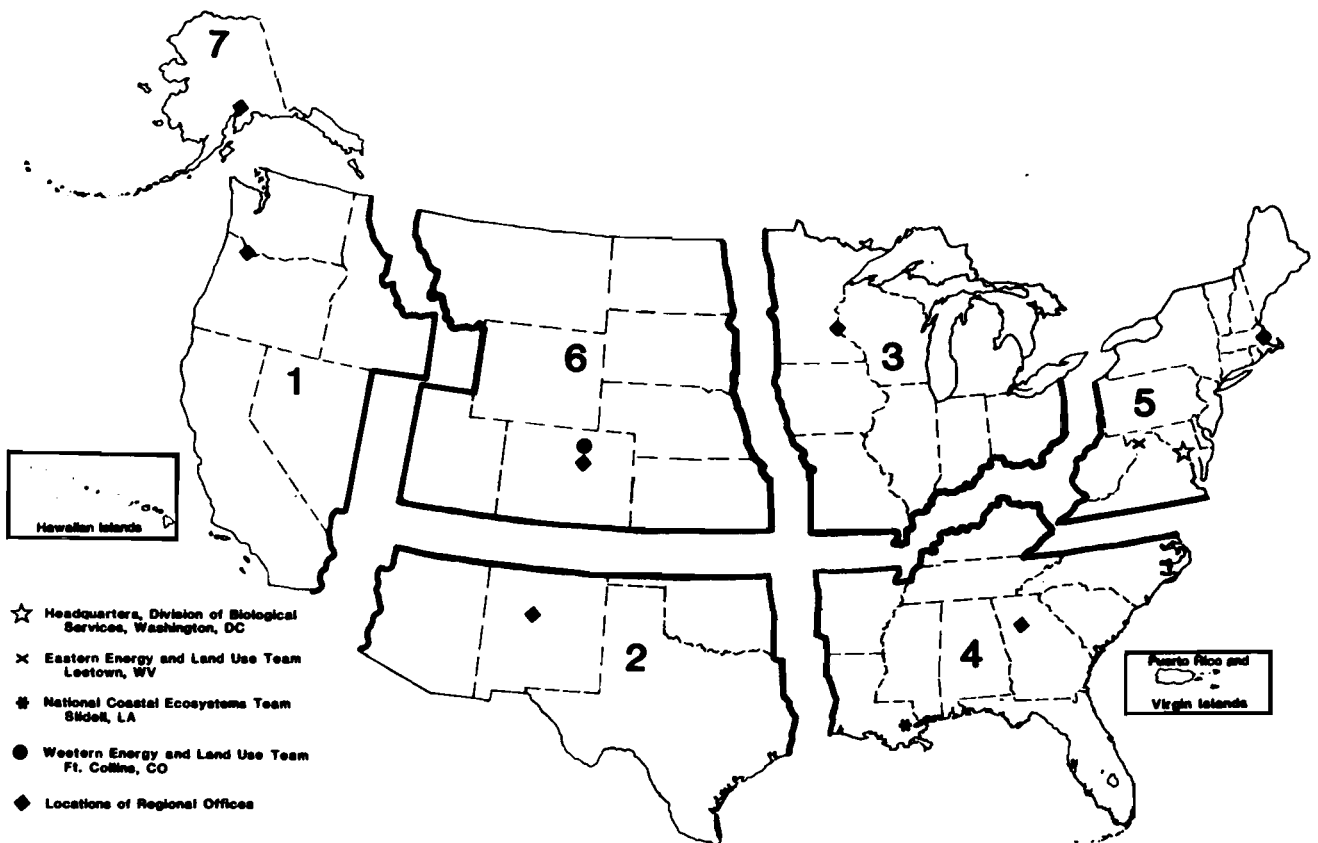 7
6
3
1
5
Hawaiian Islands
2
4
Puerto Rico and
Virgin Islands
Headquarters, Division of Biological
Services, Washington, DC
Eastern Energy and Land Use Team
Leetown, WV
National Coastal Ecosystems Team
Slidell, LA
Western Energy and Land Use Team
Ft. Collins, CO
Locations of Regional Offices